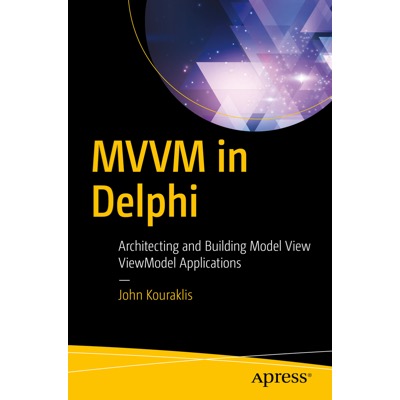 MVVM in
Delphi
Architecting and Building Model View
ViewModel Applications
—
John Kouraklis
Apress®